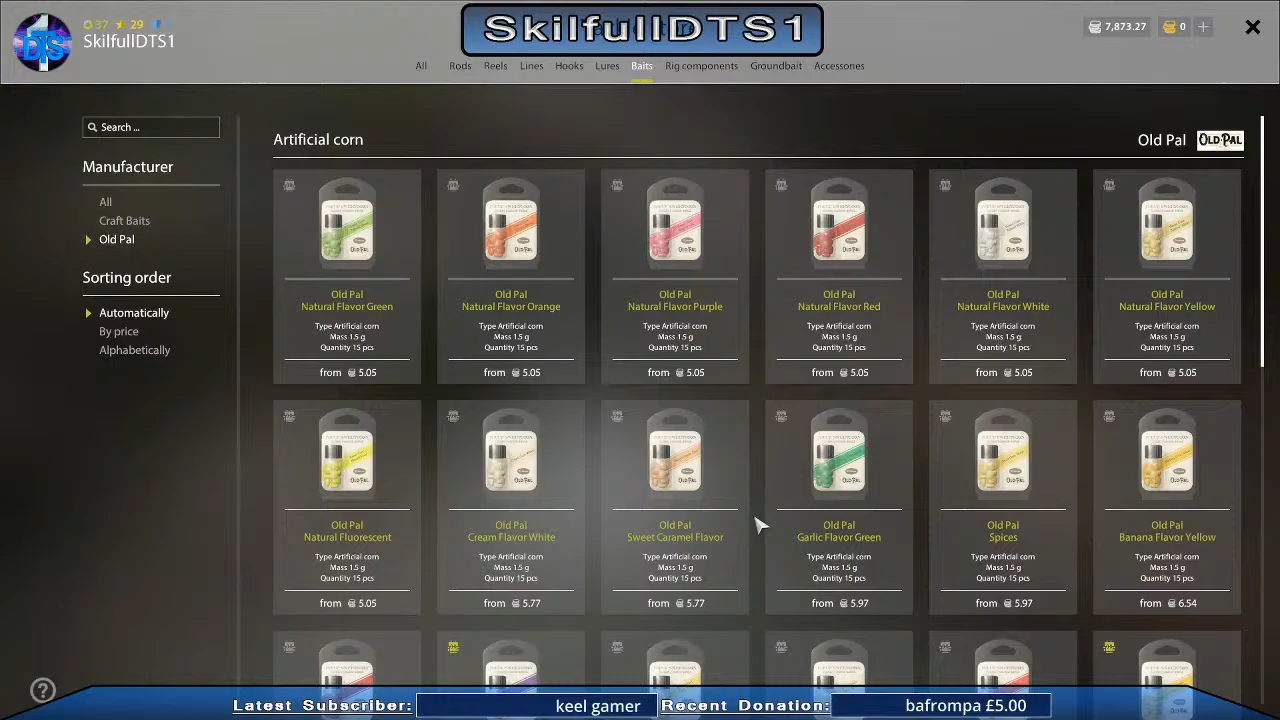 SkilfullDTS1
37 29
SkilfullDTS1
7,873.27
0
All Rods Reels Lines Hooks Lures Baits Rig components Groundbait Accessories
Search ...
Manufacturer
All
Craft Baits
Old Pal
Sorting order
Automatically
By price
Alphabetically
Artificial corn
Old Pal OLD PAL
Old Pal
Natural Flavor Green
Type Artificial corn
Mass 1.5 g
Quantity 15 pcs
from 5.05
Old Pal
Natural Flavor Orange
Type Artificial corn
Mass 1.5 g
Quantity 15 pcs
from 5.05
Old Pal
Natural Flavor Purple
Type Artificial corn
Mass 1.5 g
Quantity 15 pcs
from 5.05
Old Pal
Natural Flavor Red
Type Artificial corn
Mass 1.5 g
Quantity 15 pcs
from 5.05
Old Pal
Natural Flavor White
Type Artificial corn
Mass 1.5 g
Quantity 15 pcs
from 5.05
Old Pal
Natural Flavor Yellow
Type Artificial corn
Mass 1.5 g
Quantity 15 pcs
from 5.05
Old Pal
Natural Fluorescent
Type Artificial corn
Mass 1.5 g
Quantity 15 pcs
from 5.05
Old Pal
Cream Flavor White
Type Artificial corn
Mass 1.5 g
Quantity 15 pcs
from 5.77
Old Pal
Sweet Caramel Flavor
Type Artificial corn
Mass 1.5 g
Quantity 15 pcs
from 5.77
Old Pal
Garlic Flavor Green
Type Artificial corn
Mass 1.5 g
Quantity 15 pcs
from 5.97
Old Pal
Spices
Type Artificial corn
Mass 1.5 g
Quantity 15 pcs
from 5.97
Old Pal
Banana Flavor Yellow
Type Artificial corn
Mass 1.5 g
Quantity 15 pcs
from 6.54
Latest Subscriber: keel gamer Recent Donation: bafrompa £5.00